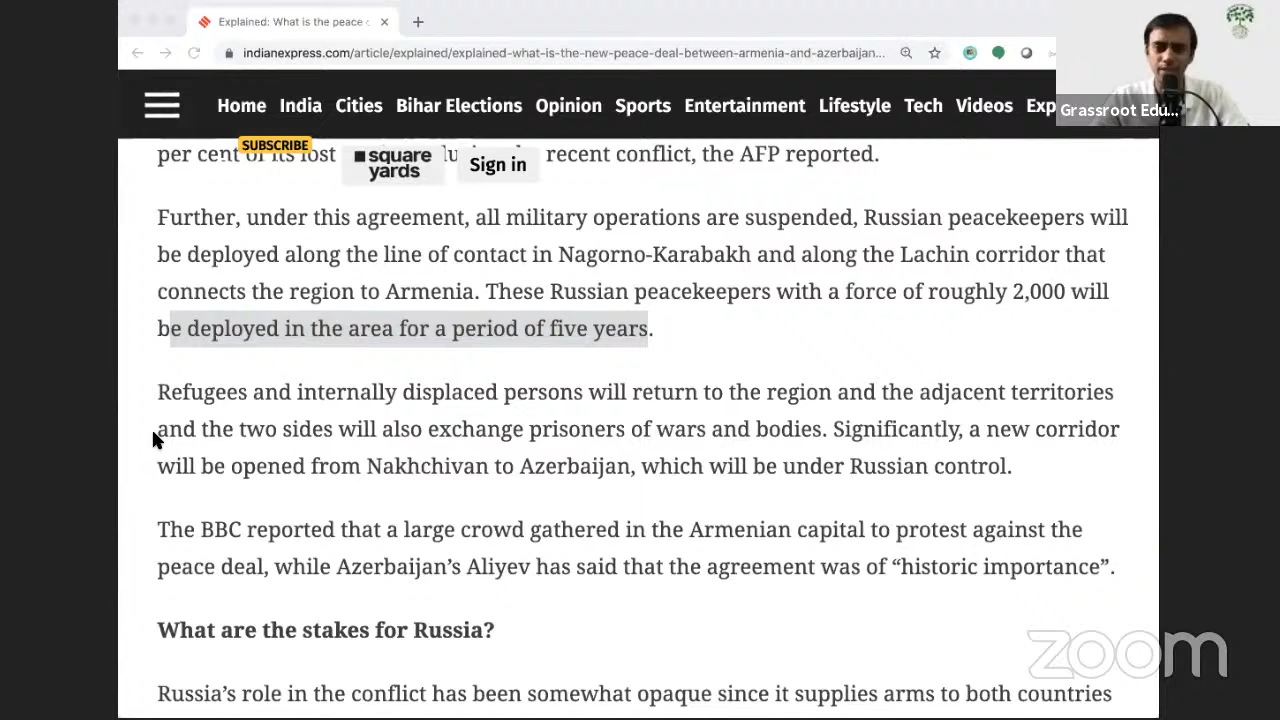 Explained: What is the peace
indianexpress.com/article/explained/explained-what-is-the-new-peace-deal-between-armenia-and-azerbaijan...
Home India Cities Bihar Elections Opinion Sports Entertainment Lifestyle Tech Videos Exp
Grassroot Edu...
SUBSCRIBE
square
yards
Sign in
per cent of its lost recent conflict, the AFP reported.
Further, under this agreement, all military operations are suspended, Russian peacekeepers will
be deployed along the line of contact in Nagorno-Karabakh and along the Lachin corridor that
connects the region to Armenia. These Russian peacekeepers with a force of roughly 2,000 will
be deployed in the area for a period of five years.
Refugees and internally displaced persons will return to the region and the adjacent territories
and the two sides will also exchange prisoners of wars and bodies. Significantly, a new corridor
will be opened from Nakhchivan to Azerbaijan, which will be under Russian control.
The BBC reported that a large crowd gathered in the Armenian capital to protest against the
peace deal, while Azerbaijan’s Aliyev has said that the agreement was of “historic importance”.
What are the stakes for Russia?
Russia’s role in the conflict has been somewhat opaque since it supplies arms to both countries
zoom